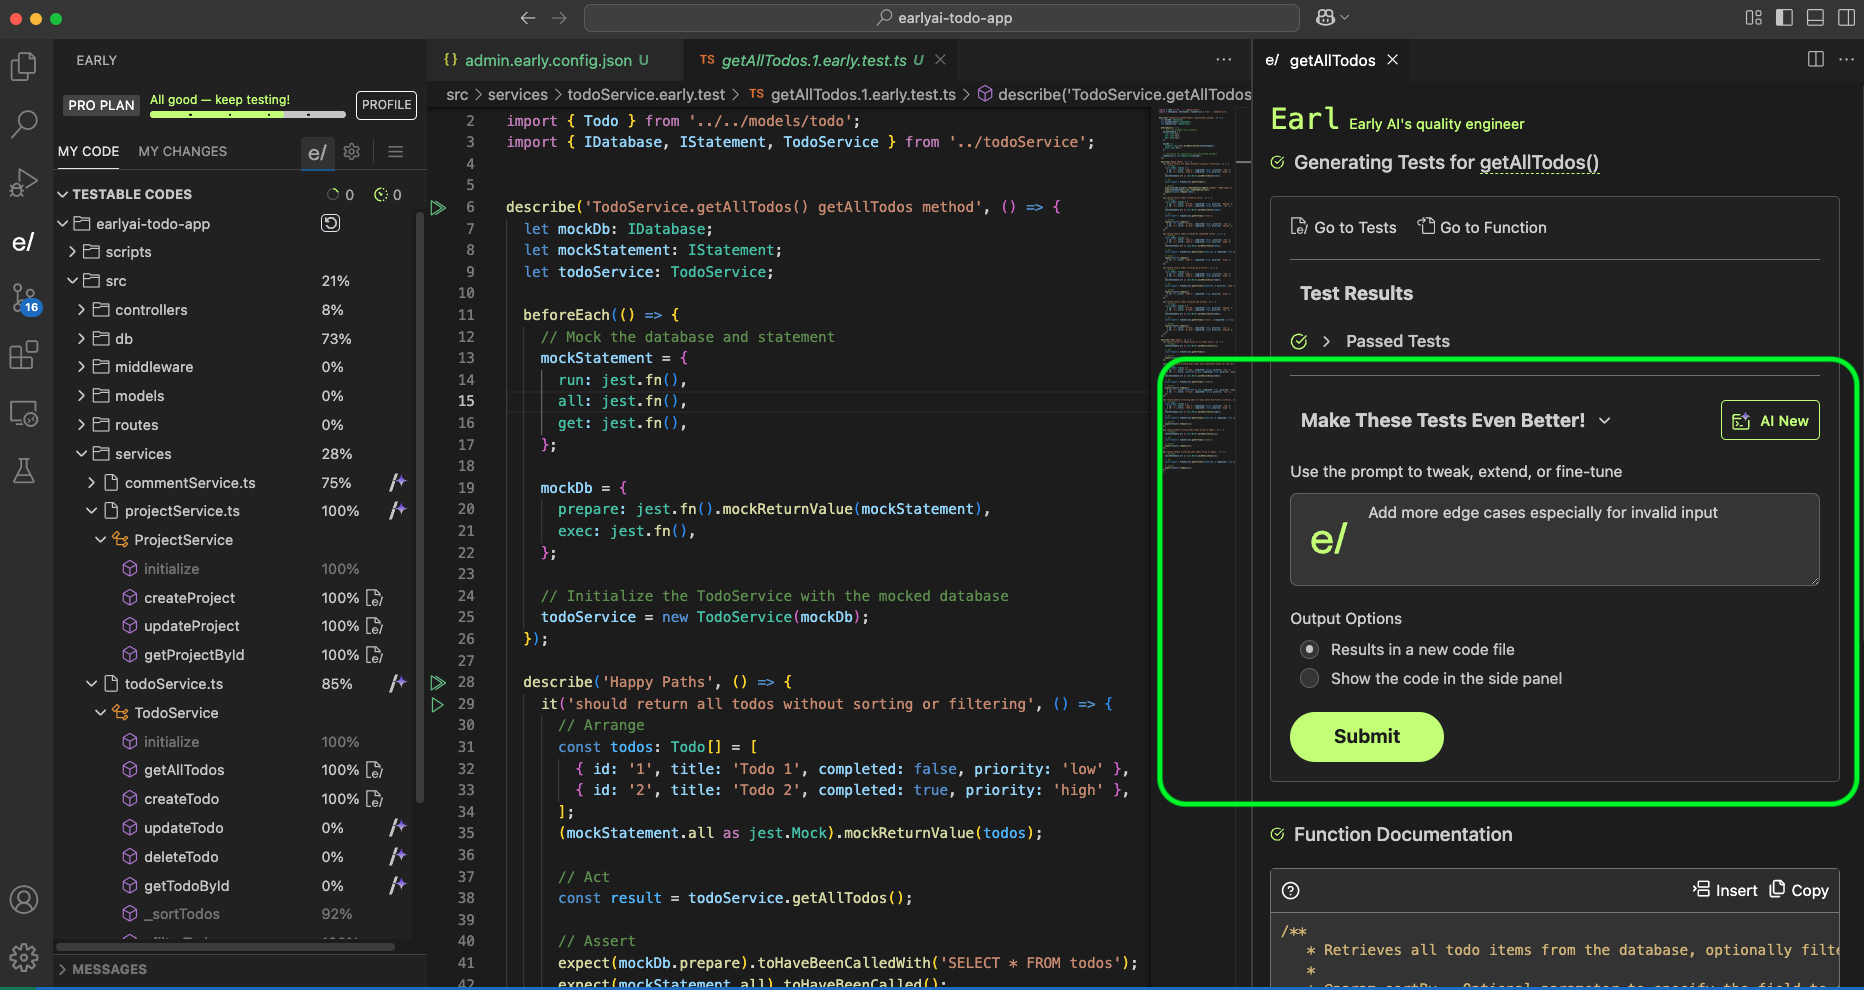 earlyai-todo-app
EARLY
PRO PLAN
All good — keep testing!
PROFILE
MY CODE
MY CHANGES
e/
TESTABLE CODES
0
0
earlyai-todo-app
scripts
src 21%
controllers 8%
db 73%
middleware 0%
models 0%
routes 0%
services 28%
commentService.ts 75%
projectService.ts 100%
ProjectService
initialize 100%
createProject 100%
updateProject 100%
getProjectById 100%
todoService.ts 85%
TodoService
initialize 100%
getAllTodos 100%
createTodo 100%
updateTodo 0%
deleteTodo 0%
getTodoById 0%
_sortTodos 92%
MESSAGES
e/
16
{} admin.early.config.json U
TS getAllTodos.1.early.test.ts U
src > services > todoService.early.test > TS getAllTodos.1.early.test.ts > describe('TodoService.getAllTodos
2 import { Todo } from '../../models/todo';
3 import { IDatabase, IStatement, TodoService } from '../todoService';
4
5
6 describe('TodoService.getAllTodos() getAllTodos method', () => {
7 let mockDb: IDatabase;
8 let mockStatement: IStatement;
9 let todoService: TodoService;
10
11 beforeEach(() => {
12 // Mock the database and statement
13 mockStatement = {
14 run: jest.fn(),
15 all: jest.fn(),
16 get: jest.fn(),
17 };
18
19 mockDb = {
20 prepare: jest.fn().mockReturnValue(mockStatement),
21 exec: jest.fn(),
22 };
23
24 // Initialize the TodoService with the mocked database
25 todoService = new TodoService(mockDb);
26 });
27
28 describe('Happy Paths', () => {
29 it('should return all todos without sorting or filtering', () => {
30 // Arrange
31 const todos: Todo[] = [
32 { id: '1', title: 'Todo 1', completed: false, priority: 'low' },
33 { id: '2', title: 'Todo 2', completed: true, priority: 'high' },
34 ];
35 (mockStatement.all as jest.Mock).mockReturnValue(todos);
36
37 // Act
38 const result = todoService.getAllTodos();
39
40 // Assert
41 expect(mockDb.prepare).toHaveBeenCalledWith('SELECT * FROM todos');
42 expect(mockStatement.all).toHaveBeenCalled();
e/ getAllTodos
Earl Early AI's quality engineer
Generating Tests for getAllTodos()
Go to Tests
Go to Function
Test Results
Passed Tests
Make These Tests Even Better!
AI New
Use the prompt to tweak, extend, or fine-tune
Add more edge cases especially for invalid input
e/
Output Options
Results in a new code file
Show the code in the side panel
Submit
Function Documentation
Insert
Copy
/**
* Retrieves all todo items from the database, optionally filte
*